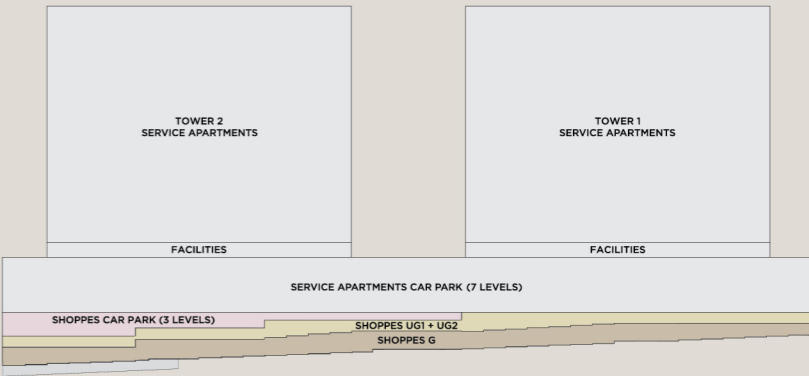 TOWER 2
SERVICE APARTMENTS
TOWER 1
SERVICE APARTMENTS
FACILITIES
FACILITIES
SERVICE APARTMENTS CAR PARK (7 LEVELS)
SHOPPES CAR PARK (3 LEVELS)
SHOPPES UG1 + UG2
SHOPPES G